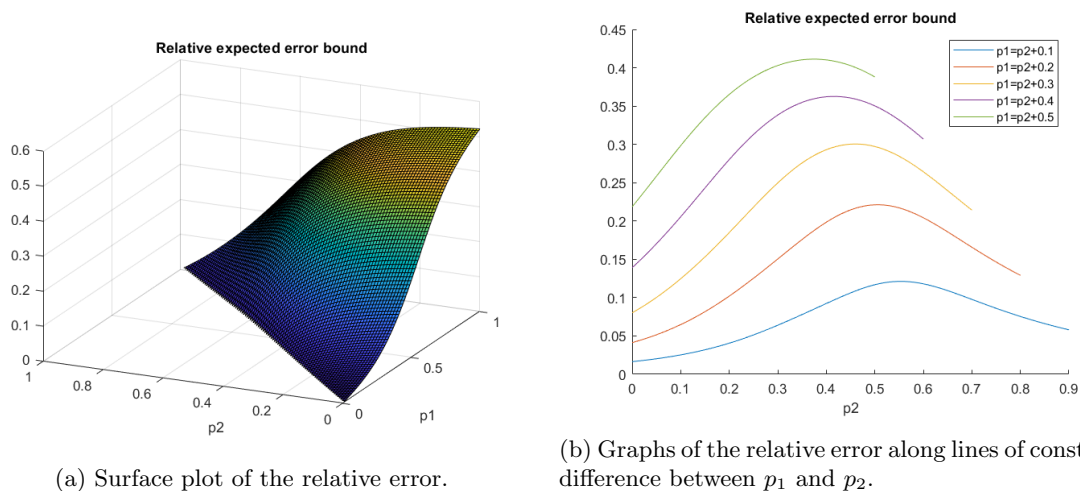 Relative expected error bound
0.6
0.5
0.4
0.3
0.2
0.1
0
1
0.8
0.6
0.4
0.2
0
p2
0
0.5
1
p1
(a) Surface plot of the relative error.
Relative expected error bound
0.45
0.4
0.35
0.3
0.25
0.2
0.15
0.1
0.05
0
0 0.1 0.2 0.3 0.4 0.5 0.6 0.7 0.8 0.9
p2
p1=p2+0.1
p1=p2+0.2
p1=p2+0.3
p1=p2+0.4
p1=p2+0.5
(b) Graphs of the relative error along lines of const
difference between p₁ and p₂.